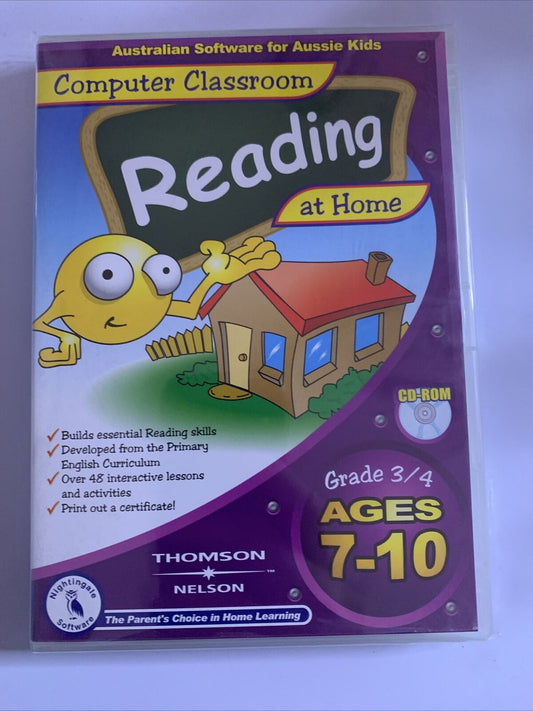 Australian Software for Aussie Kids
Computer Classroom
Reading
at Home
CD-ROM
✓ Builds essential Reading skills
✓ Developed from the Primary
English Curriculum
✓ Over 48 interactive lessons
and activities
✓ Print out a certificate!
Grade 3/4
AGES
7-10
THOMSON
™
NELSON
Nightingale
Software
The Parent's Choice in Home Learning